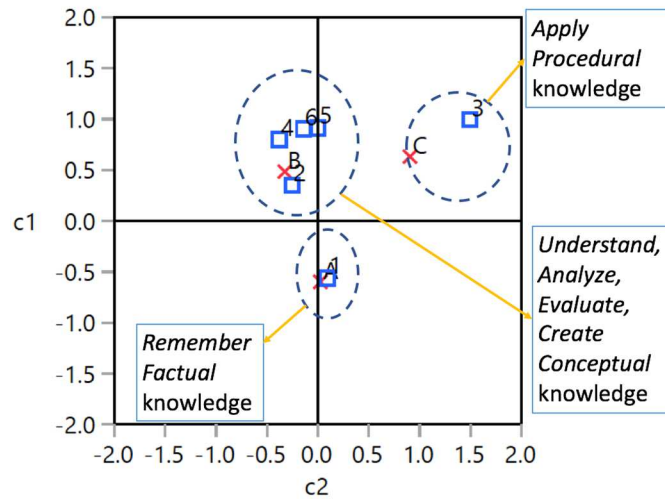 2.0
1.5
1.0
0.5
0.0
-0.5
-1.0
-1.5
-2.0
c1
-2.0 -1.5 -1.0 -0.5 0.0 0.5 1.0 1.5 2.0
c2
4 6 5
B
2
3
C
A 1
Apply
Procedural
knowledge
Understand,
Analyze,
Evaluate,
Create
Conceptual
knowledge
Remember
Factual
knowledge